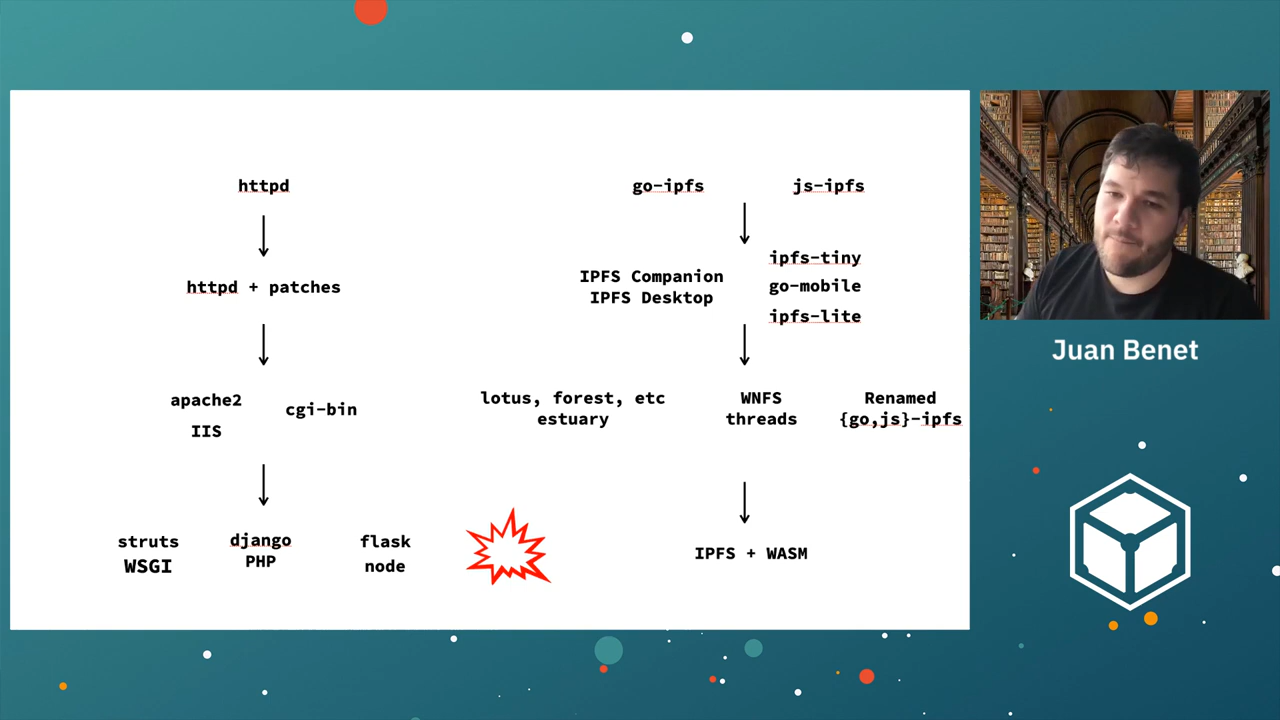 httpd
httpd + patches
apache2
cgi-bin
IIS
struts
WSGI
django
PHP
flask
node
go-ipfs
js-ipfs
IPFS Companion
IPFS Desktop
ipfs-tiny
go-mobile
ipfs-lite
lotus, forest, etc
estuary
WNFS
threads
Renamed
{go,js}-ipfs
IPFS + WASM
Juan Benet